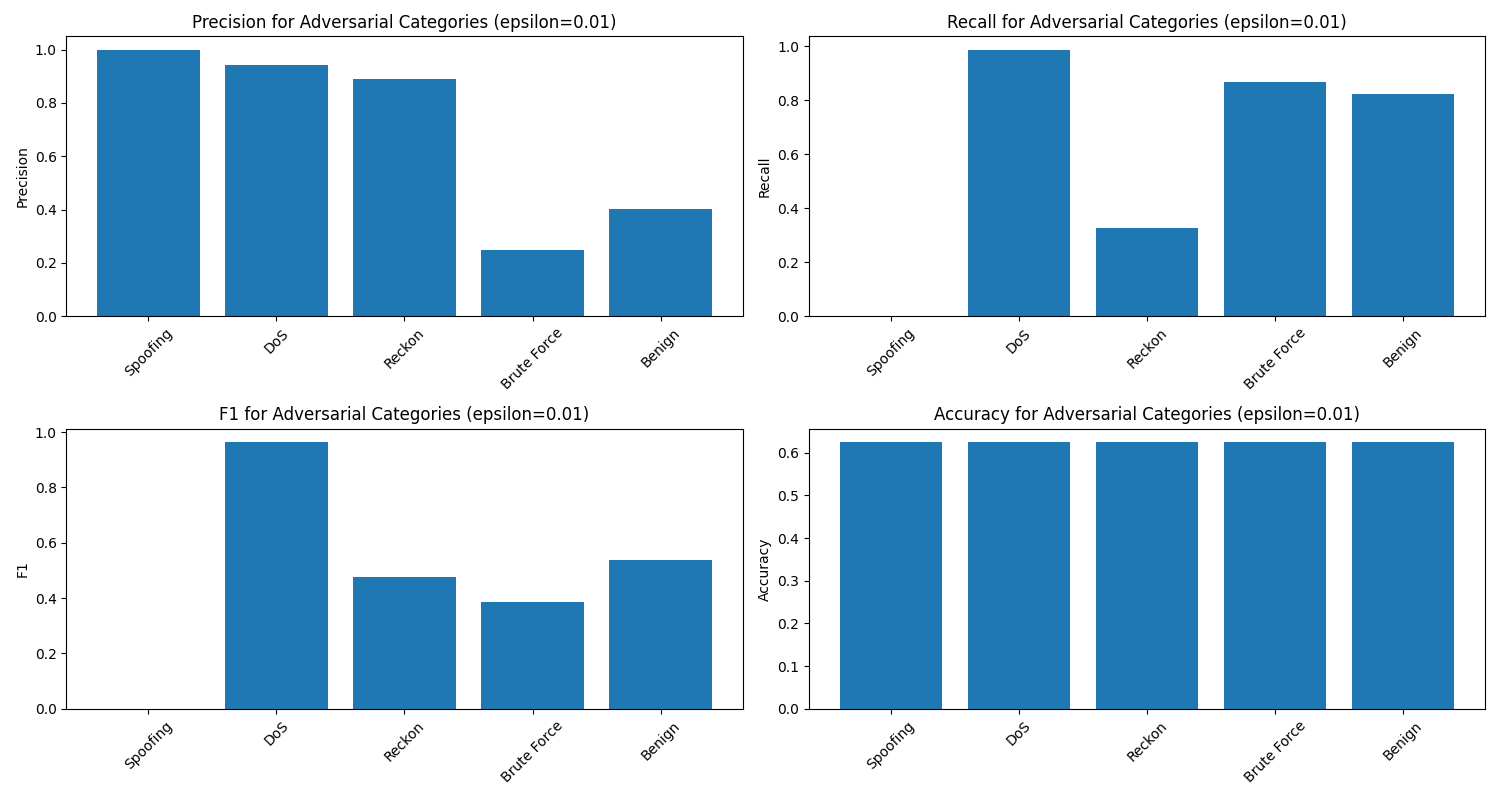 Precision for Adversarial Categories (epsilon=0.01)
1.0
0.8
0.6
0.4
0.2
0.0
Precision
Spoofing
DoS
Reckon
Brute Force
Benign
Recall for Adversarial Categories (epsilon=0.01)
1.0
0.8
0.6
0.4
0.2
0.0
Recall
Spoofing
DoS
Reckon
Brute Force
Benign
F1 for Adversarial Categories (epsilon=0.01)
1.0
0.8
0.6
0.4
0.2
0.0
F1
Spoofing
DoS
Reckon
Brute Force
Benign
Accuracy for Adversarial Categories (epsilon=0.01)
0.6
0.5
0.4
0.3
0.2
0.1
0.0
Accuracy
Spoofing
DoS
Reckon
Brute Force
Benign